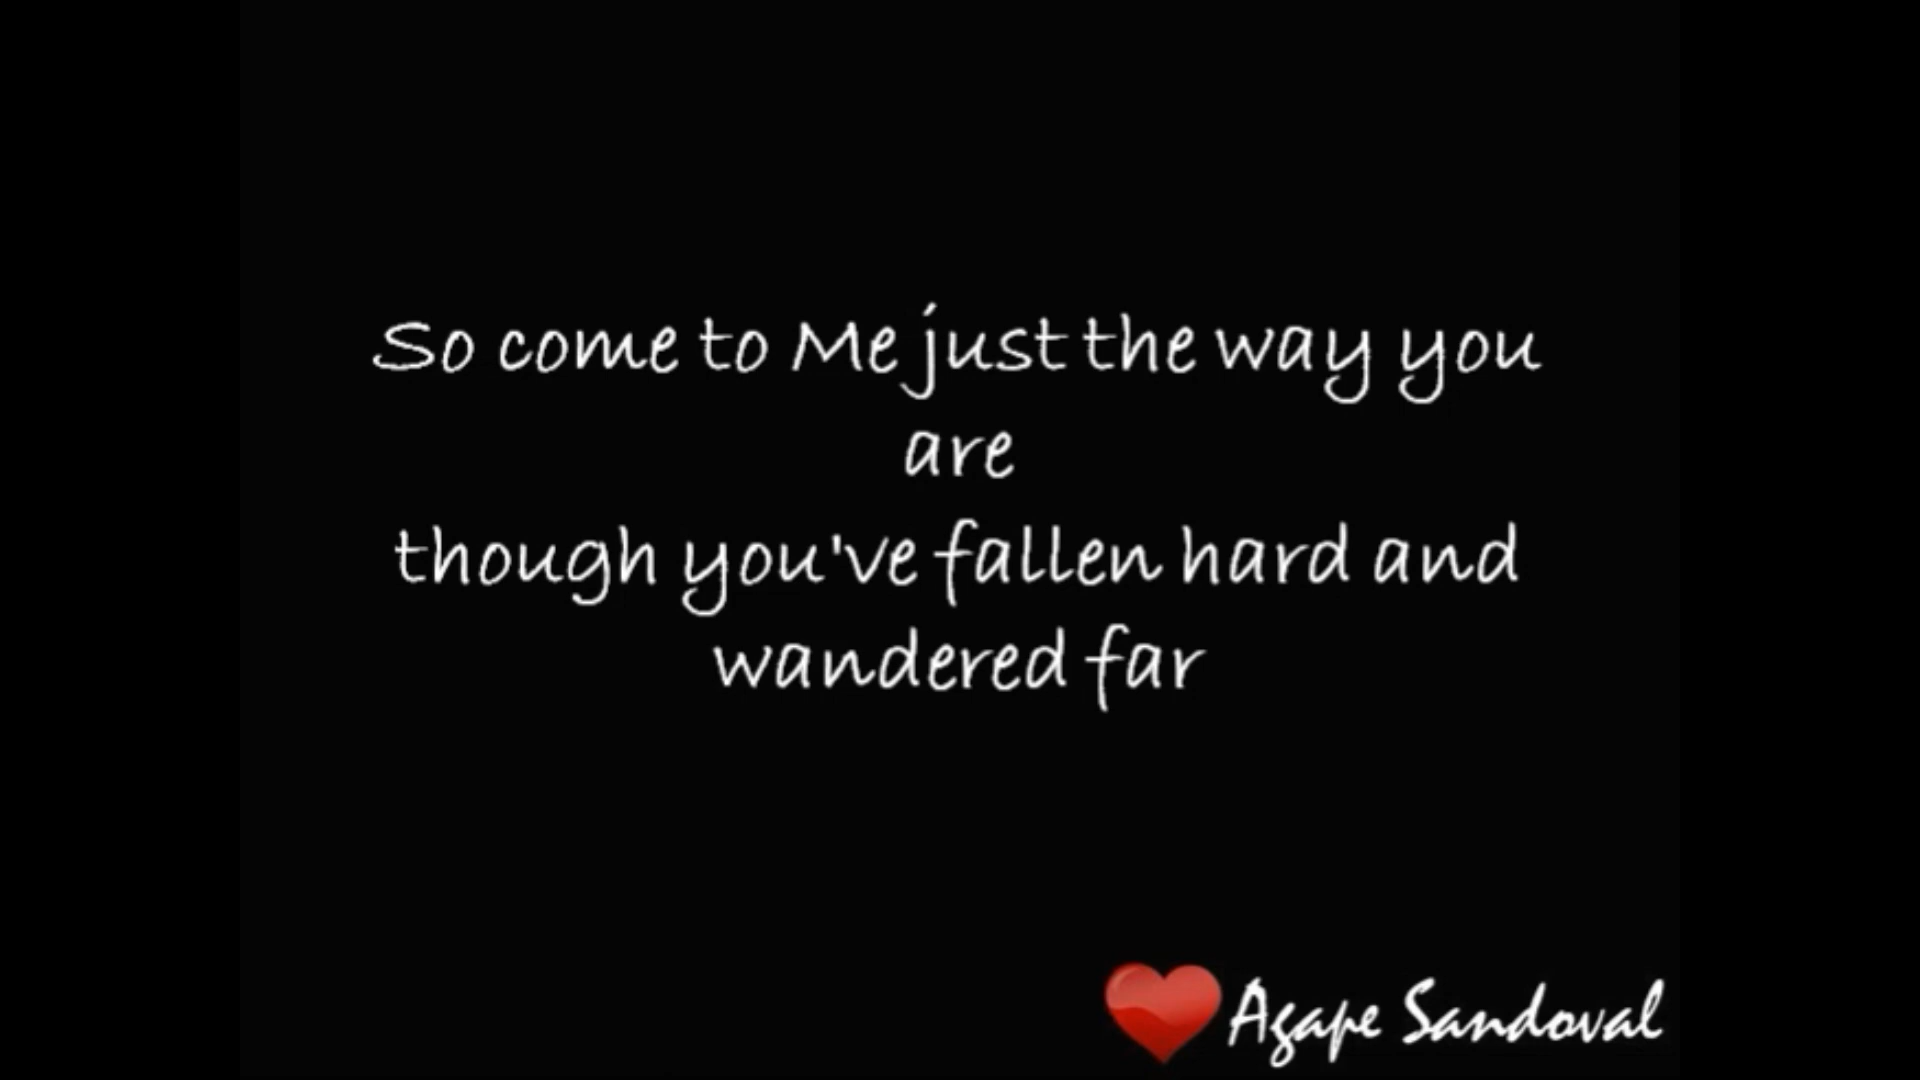 So come to Me just the way you
are
though you've fallen hard and
wandered far
Agape Sandoval